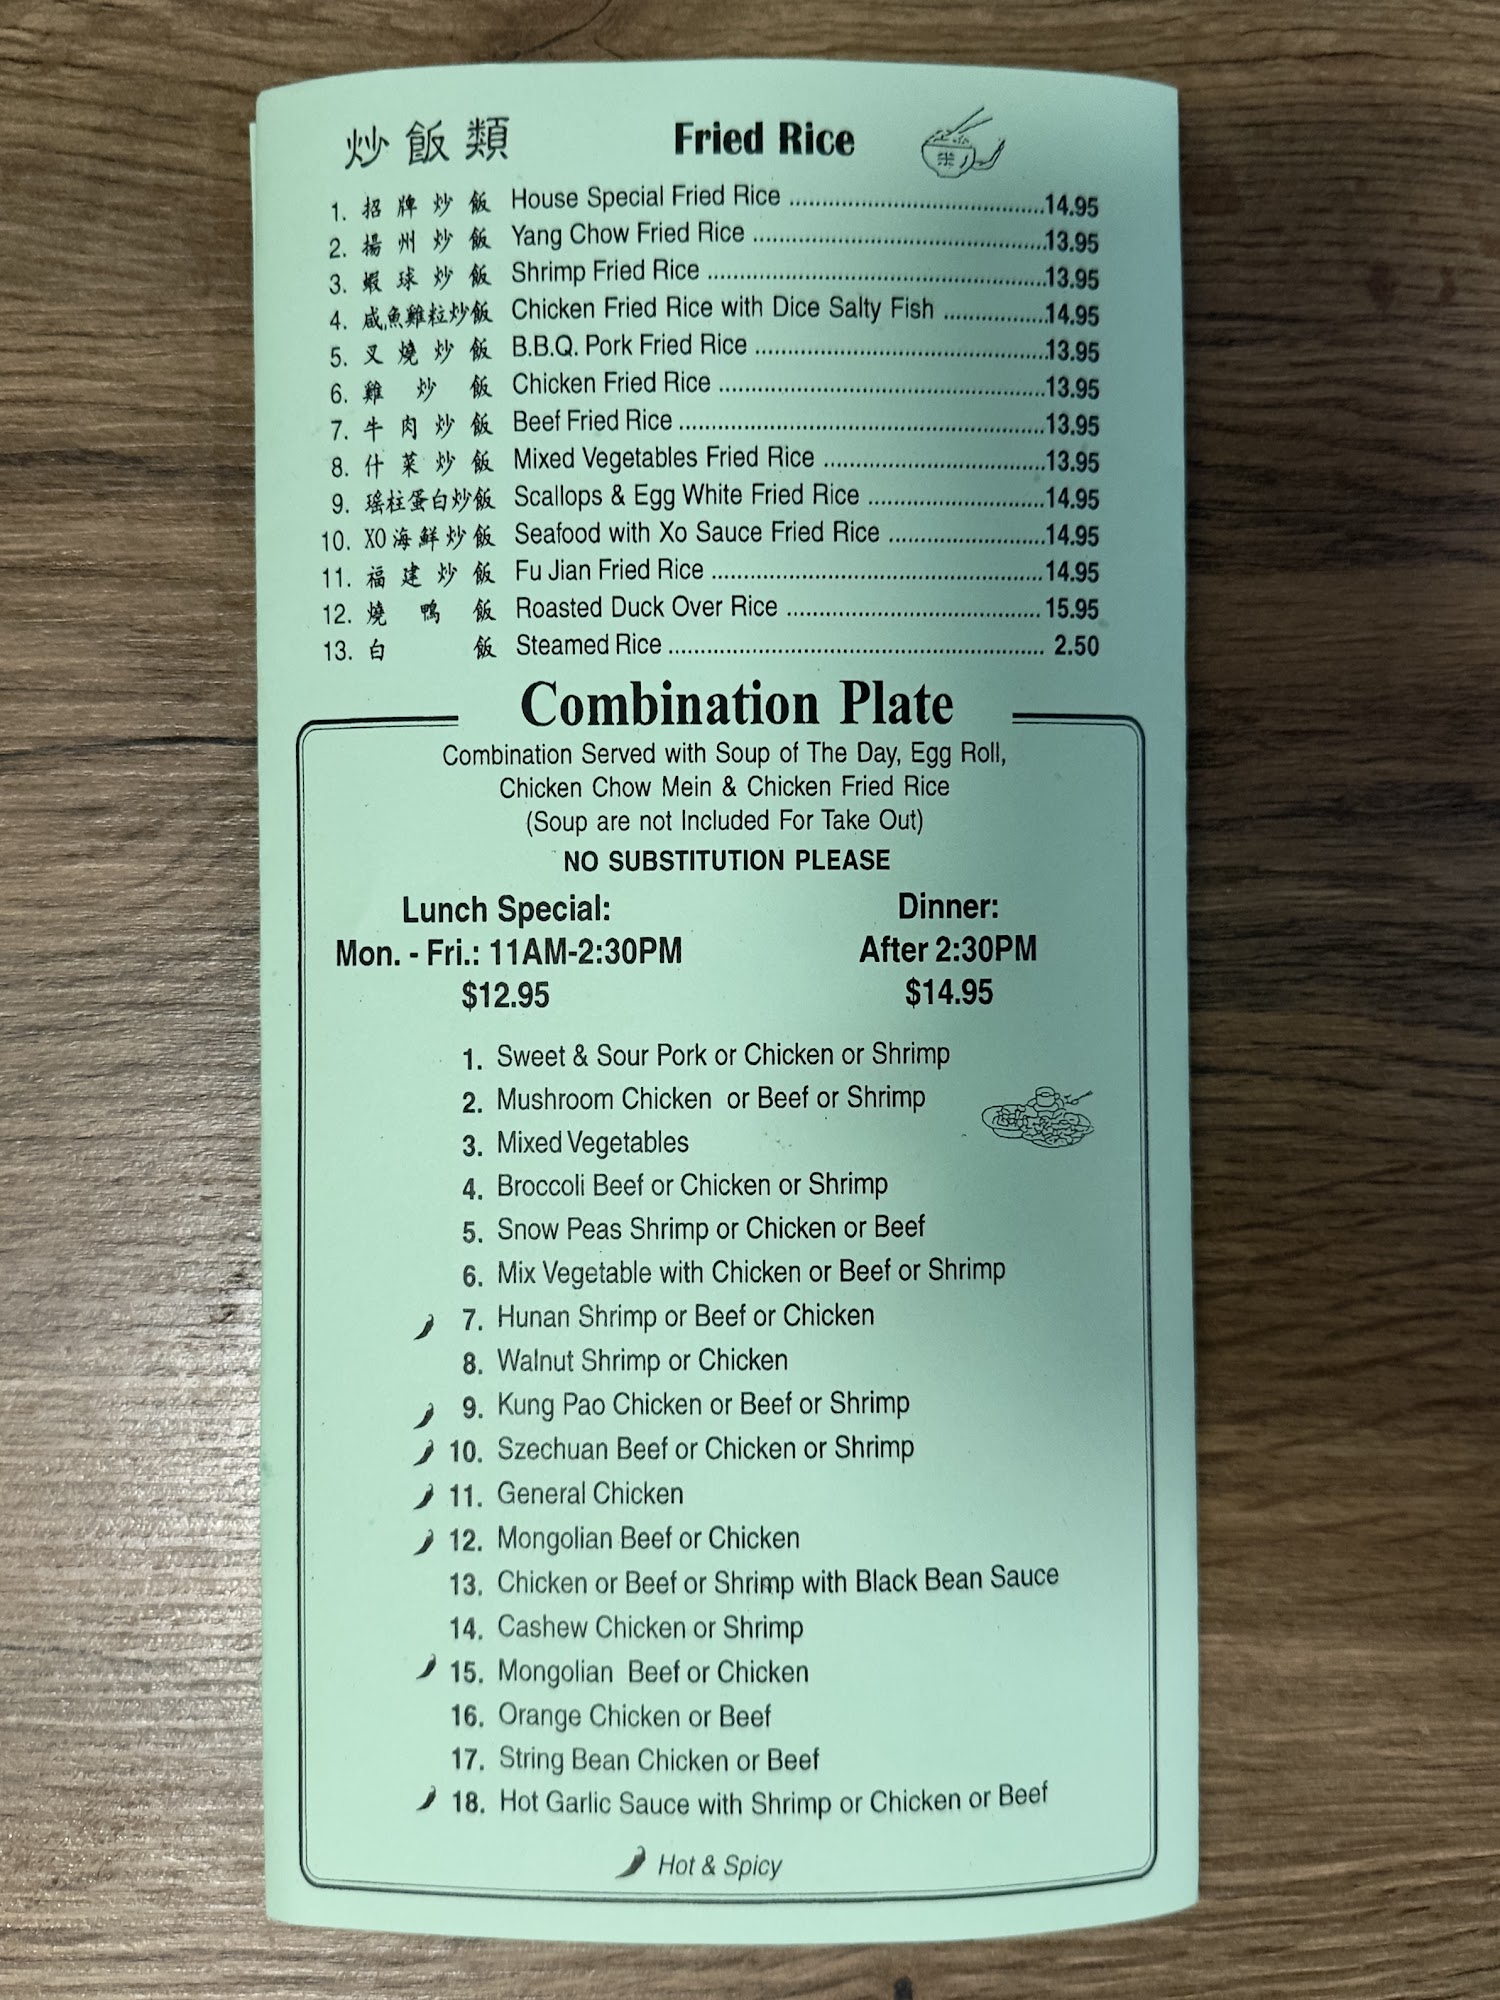 炒飯類 Fried Rice
1. 招牌炒飯 House Special Fried Rice 14.95
2. 揚州炒飯 Yang Chow Fried Rice 13.95
3. 蝦球炒飯 Shrimp Fried Rice 13.95
4. 咸魚雞粒炒飯 Chicken Fried Rice with Dice Salty Fish 14.95
5. 叉燒炒飯 B.B.Q. Pork Fried Rice 13.95
6. 雞炒飯 Chicken Fried Rice 13.95
7. 牛肉炒飯 Beef Fried Rice 13.95
8. 什菜炒飯 Mixed Vegetables Fried Rice 13.95
9. 瑤柱蛋白炒飯 Scallops & Egg White Fried Rice 14.95
10. XO海鮮炒飯 Seafood with Xo Sauce Fried Rice 14.95
11. 福建炒飯 Fu Jian Fried Rice 14.95
12. 燒鴨飯 Roasted Duck Over Rice 15.95
13. 白飯 Steamed Rice 2.50
Combination Plate
Combination Served with Soup of The Day, Egg Roll,
Chicken Chow Mein & Chicken Fried Rice
(Soup are not Included For Take Out)
NO SUBSTITUTION PLEASE
Lunch Special: Dinner:
Mon. - Fri.: 11AM-2:30PM After 2:30PM
$12.95 $14.95
1. Sweet & Sour Pork or Chicken or Shrimp
2. Mushroom Chicken or Beef or Shrimp
3. Mixed Vegetables
4. Broccoli Beef or Chicken or Shrimp
5. Snow Peas Shrimp or Chicken or Beef
6. Mix Vegetable with Chicken or Beef or Shrimp
7. Hunan Shrimp or Beef or Chicken
8. Walnut Shrimp or Chicken
9. Kung Pao Chicken or Beef or Shrimp
10. Szechuan Beef or Chicken or Shrimp
11. General Chicken
12. Mongolian Beef or Chicken
13. Chicken or Beef or Shrimp with Black Bean Sauce
14. Cashew Chicken or Shrimp
15. Mongolian Beef or Chicken
16. Orange Chicken or Beef
17. String Bean Chicken or Beef
18. Hot Garlic Sauce with Shrimp or Chicken or Beef
Hot & Spicy